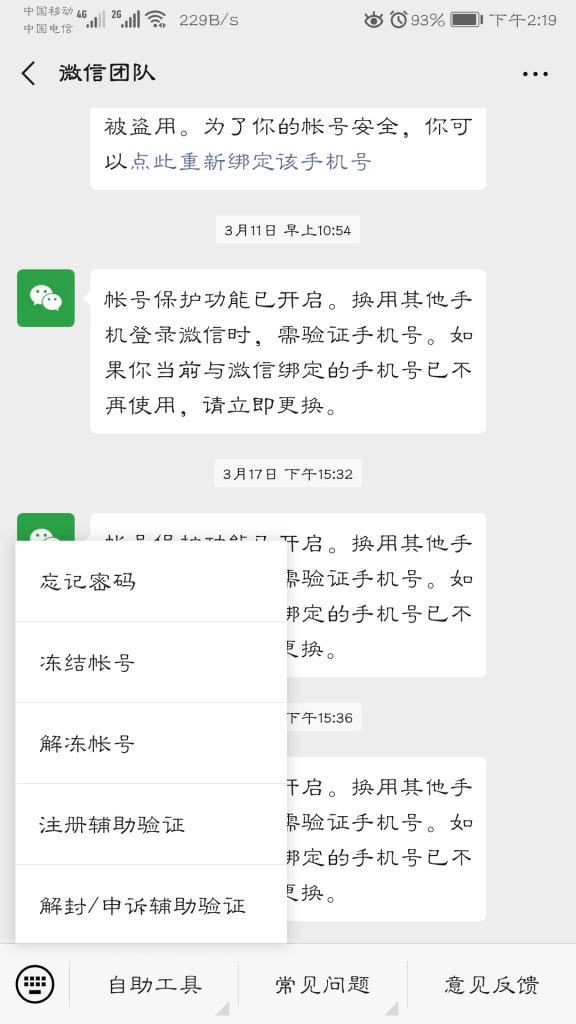 中国移动 4G 2G 229B/s 93% 下午2:19
中国电信
微信团队
被盗用。为了你的帐号安全，你可
以点此重新绑定该手机号
3月11日 早上10:54
帐号保护功能已开启。换用其他手
机登录微信时，需验证手机号。如
果你当前与微信绑定的手机号已不
再使用，请立即更换。
3月17日 下午15:32
帐号保护功能已开启。换用其他手
需验证手机号。如
绑定的手机号已不
更换。
下午15:36
开启。换用其他手
需验证手机号。如
绑定的手机号已不
更换。
忘记密码
冻结帐号
解冻帐号
注册辅助验证
解封/申诉辅助验证
自助工具
常见问题
意见反馈